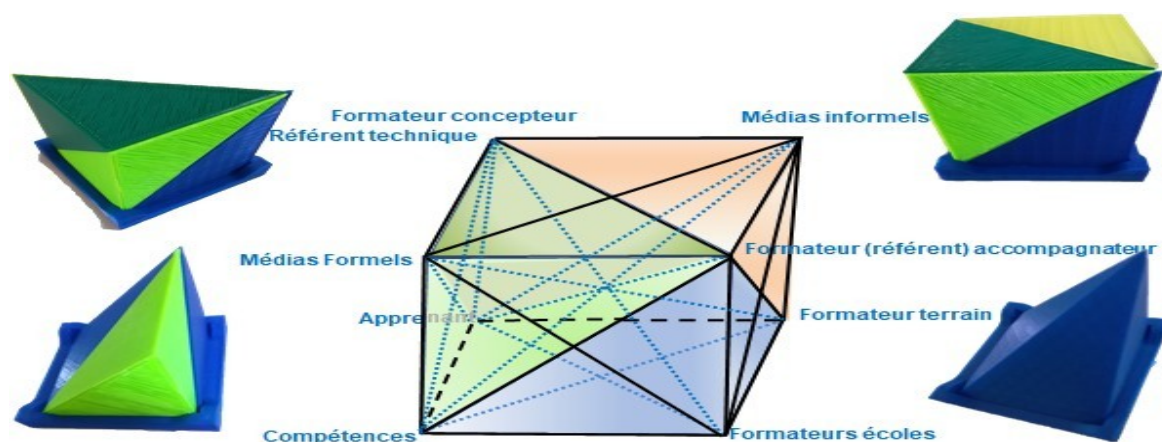 Formateur concepteur
Référent technique
Médias informels
Médias Formels
Formateur (référent) accompagnateur
Apprenant
Formateur terrain
Compétences
Formateurs écoles